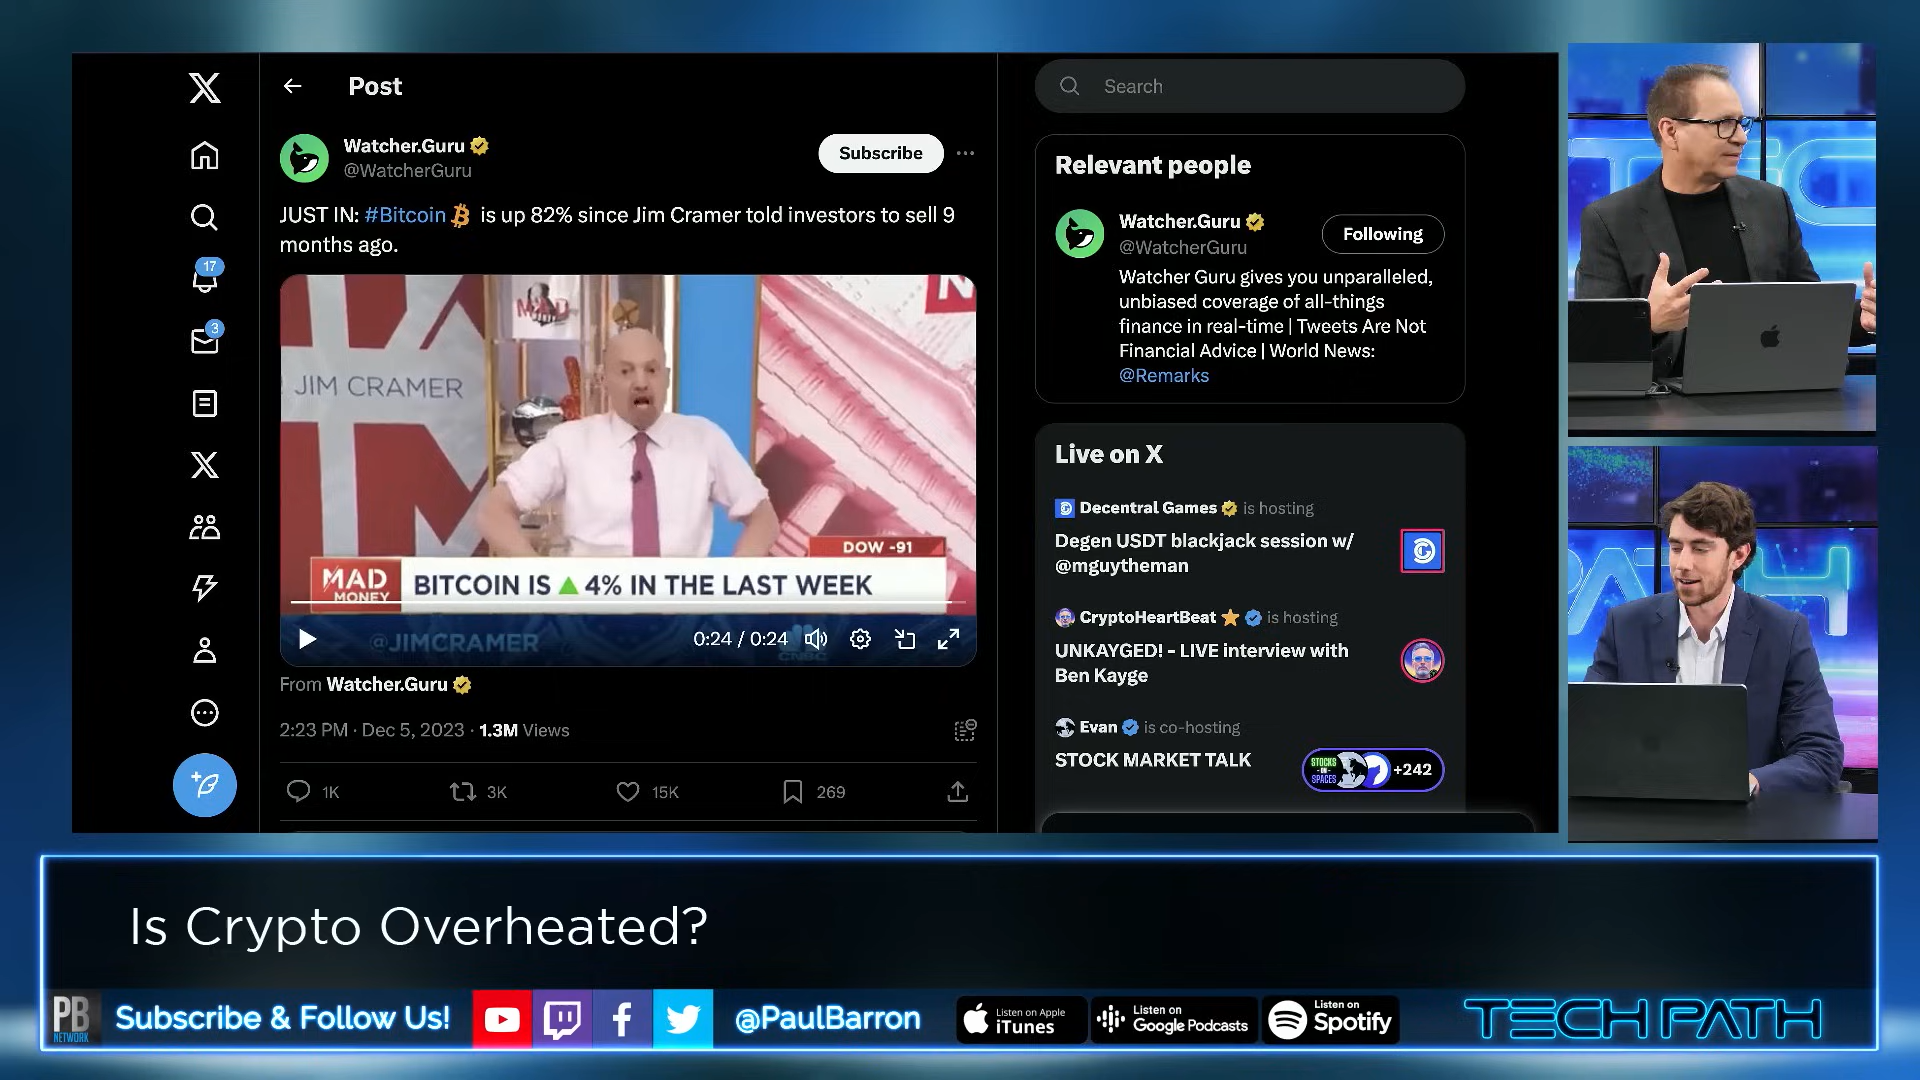 Post
Search
Watcher.Guru
@WatcherGuru
Subscribe
JUST IN: #Bitcoin is up 82% since Jim Cramer told investors to sell 9
months ago.
MAD
JIM CRAMER
DOW -91
MAD
MONEY
BITCOIN IS ▲ 4% IN THE LAST WEEK
@JIMCRAMER
CNBC
0:24 / 0:24
From Watcher.Guru
2:23 PM · Dec 5, 2023 · 1.3M Views
1K
3K
15K
269
17
3
Relevant people
Watcher.Guru
@WatcherGuru
Following
Watcher Guru gives you unparalleled,
unbiased coverage of all-things
finance in real-time | Tweets Are Not
Financial Advice | World News:
@Remarks
Live on X
Decentral Games is hosting
Degen USDT blackjack session w/
@mguytheman
CryptoHeartBeat is hosting
UNKAYGED! - LIVE interview with
Ben Kayge
Evan is co-hosting
STOCK MARKET TALK
STOCKS
ON
SPACES
+242
Is Crypto Overheated?
PB
NETWORK
Subscribe & Follow Us!
@PaulBarron
Listen on Apple
iTunes
Listen on
Google Podcasts
Listen on
Spotify
TECH PATH